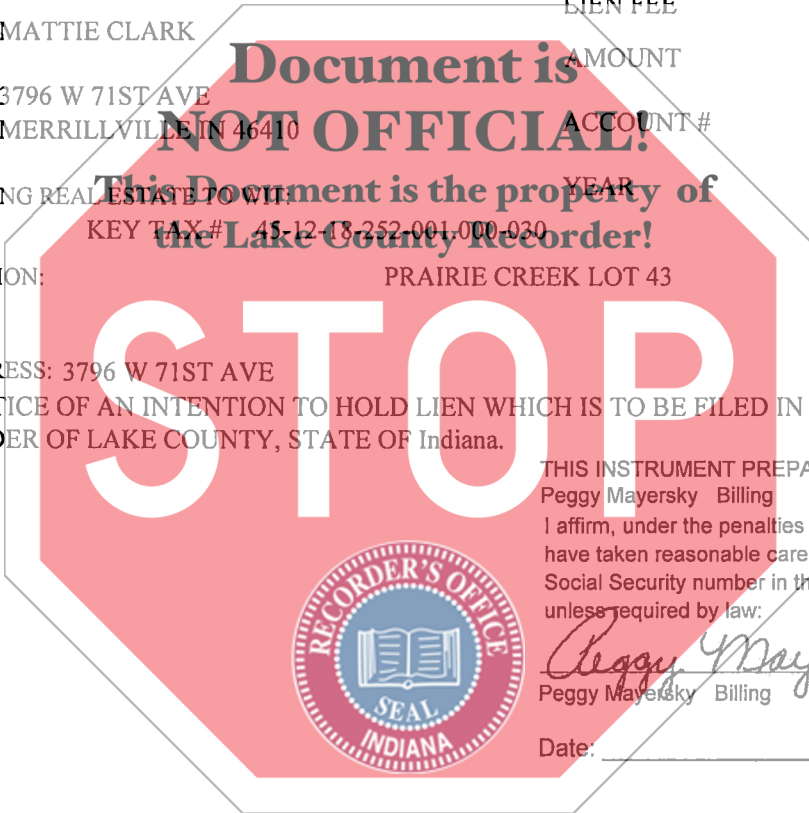 LIEN FEE
MATTIE CLARK
Document is
AMOUNT
3796 W 71ST AVE
MERRILLVILLE IN 46410
NOT OFFICIAL!
ACCOUNT #
NG REAL ESTATE TO WIT:
This Document is the property of
YEAR
KEY TAX # 45-12-18-252-001.000-030
the Lake County Recorder!
ION: PRAIRIE CREEK LOT 43
STOP
RESS: 3796 W 71ST AVE
TICE OF AN INTENTION TO HOLD LIEN WHICH IS TO BE FILED IN
DER OF LAKE COUNTY, STATE OF Indiana.
THIS INSTRUMENT PREPA
Peggy Mayersky Billing
I affirm, under the penalties
have taken reasonable care
Social Security number in th
unless required by law:
RECORDER'S OFFICE
SEAL
INDIANA
Peggy May
Peggy Mayersky Billing
Date: